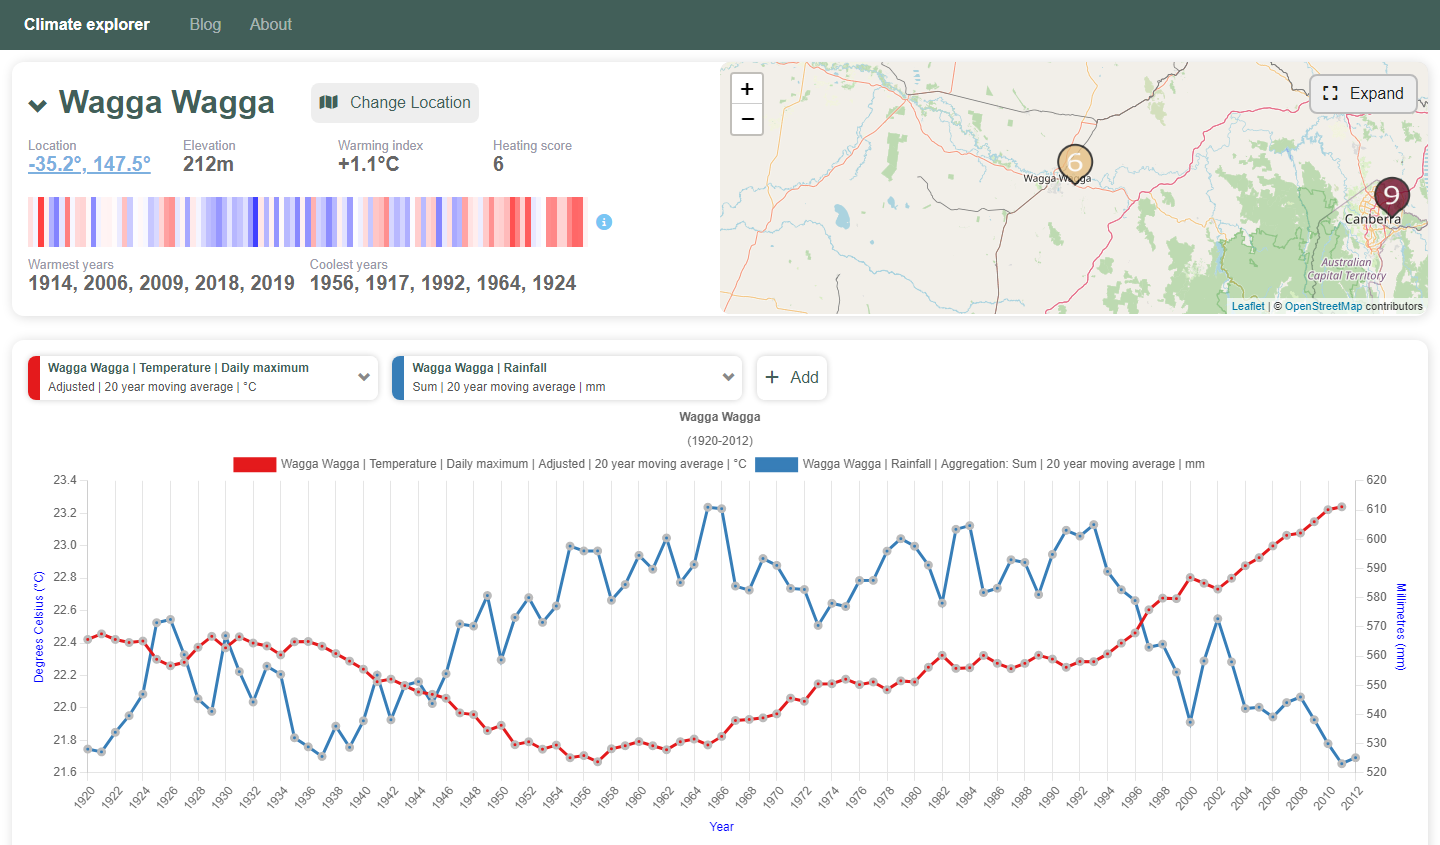 Climate explorer Blog About
Wagga Wagga
Change Location
Location Elevation Warming index Heating score
-35.2°, 147.5° 212m +1.1°C 6
i
Warmest years Coolest years
1914, 2006, 2009, 2018, 2019 1956, 1917, 1992, 1964, 1924
+
−
Expand
6
Wagga Wagga
9
Canberra
Australian
Capital Territory
Leaflet | © OpenStreetMap contributors
Wagga Wagga | Temperature | Daily maximum
Adjusted | 20 year moving average | °C
Wagga Wagga | Rainfall
Sum | 20 year moving average | mm
+ Add
Wagga Wagga
(1920-2012)
Wagga Wagga | Temperature | Daily maximum | Adjusted | 20 year moving average | °C
Wagga Wagga | Rainfall | Aggregation: Sum | 20 year moving average | mm
Degrees Celsius (°C)
23.4
23.2
23.0
22.8
22.6
22.4
22.2
22.0
21.8
21.6
620
610
600
590
580
570
560
550
540
530
520
Millimetres (mm)
1920 1922 1924 1926 1928 1930 1932 1934 1936 1938 1940 1942 1944 1946 1948 1950 1952 1954 1956 1958 1960 1962 1964 1966 1968 1970 1972 1974 1976 1978 1980 1982 1984 1986 1988 1990 1992 1994 1996 1998 2000 2002 2004 2006 2008 2010 2012
Year